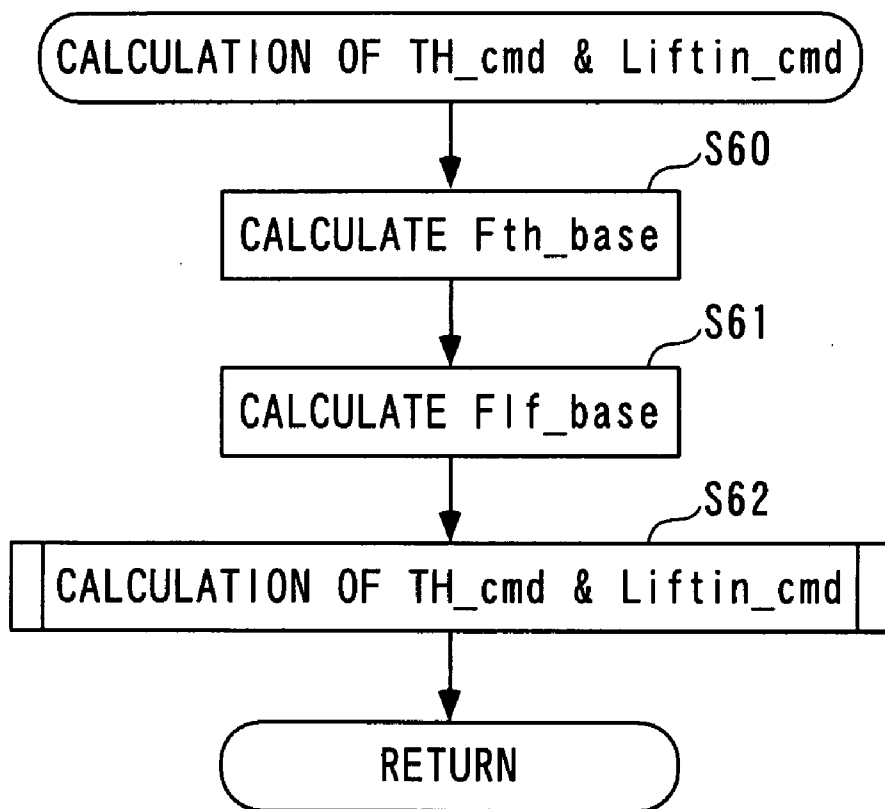 CALCULATION OF TH_cmd & Liftin_cmd
S60
CALCULATE Fth_base
S61
CALCULATE Flf_base
S62
CALCULATION OF TH_cmd & Liftin_cmd
RETURN